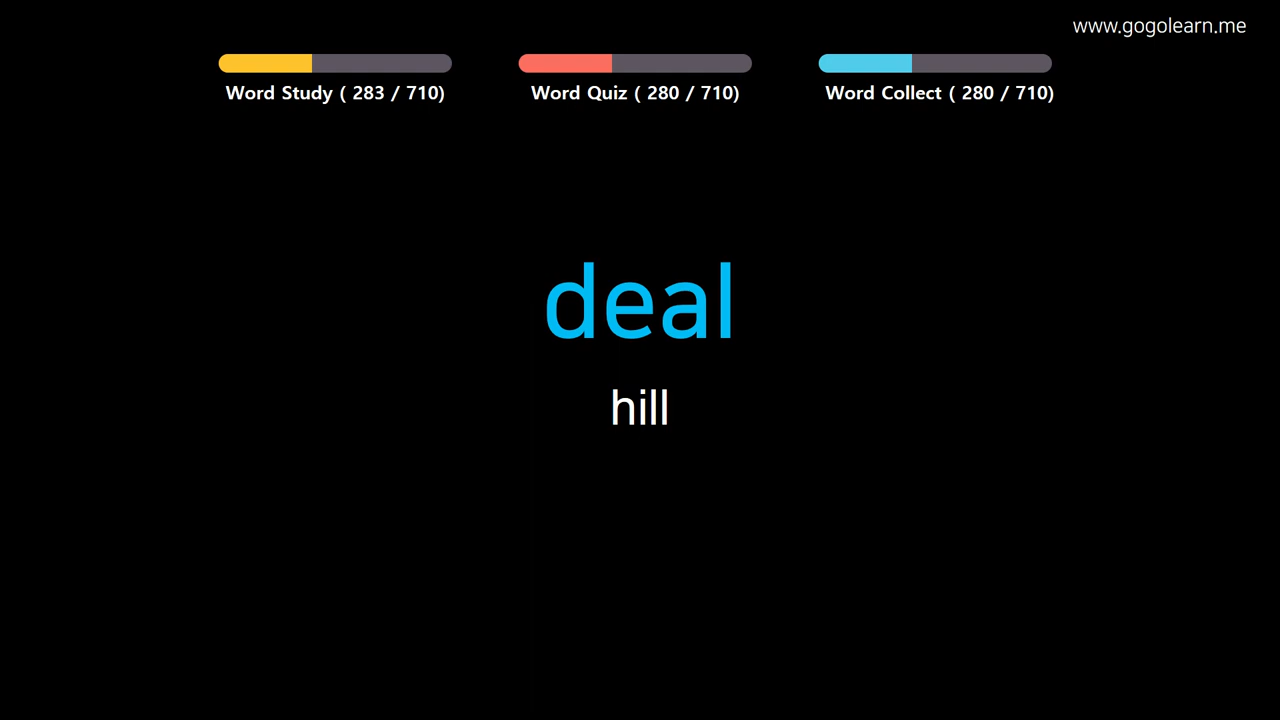 www.gogolearn.me
Word Study ( 283 / 710)
Word Quiz ( 280 / 710)
Word Collect ( 280 / 710)
deal
hill